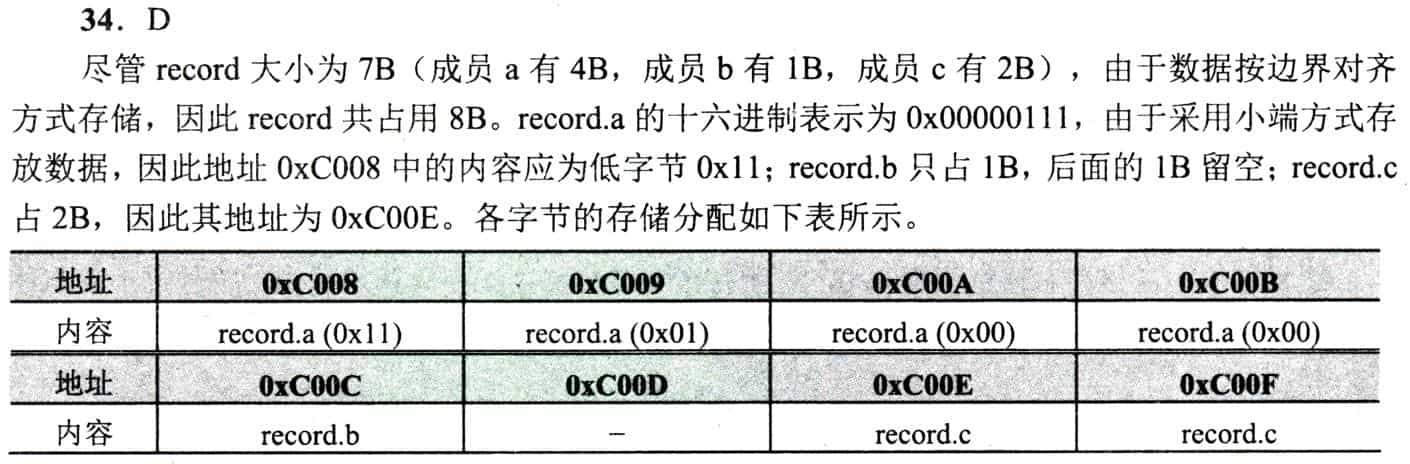 34. D
尽管 record 大小为 7B（成员 a 有 4B，成员 b 有 1B，成员 c 有 2B），由于数据按边界对齐
方式存储，因此 record 共占用 8B。record.a 的十六进制表示为 0x00000111，由于采用小端方式存
放数据，因此地址 0xC008 中的内容应为低字节 0x11；record.b 只占 1B，后面的 1B 留空；record.c
占 2B，因此其地址为 0xC00E。各字节的存储分配如下表所示。
地址 0xC008 0xC009 0xC00A 0xC00B
内容 record.a (0x11) record.a (0x01) record.a (0x00) record.a (0x00)
地址 0xC00C 0xC00D 0xC00E 0xC00F
内容 record.b – record.c record.c